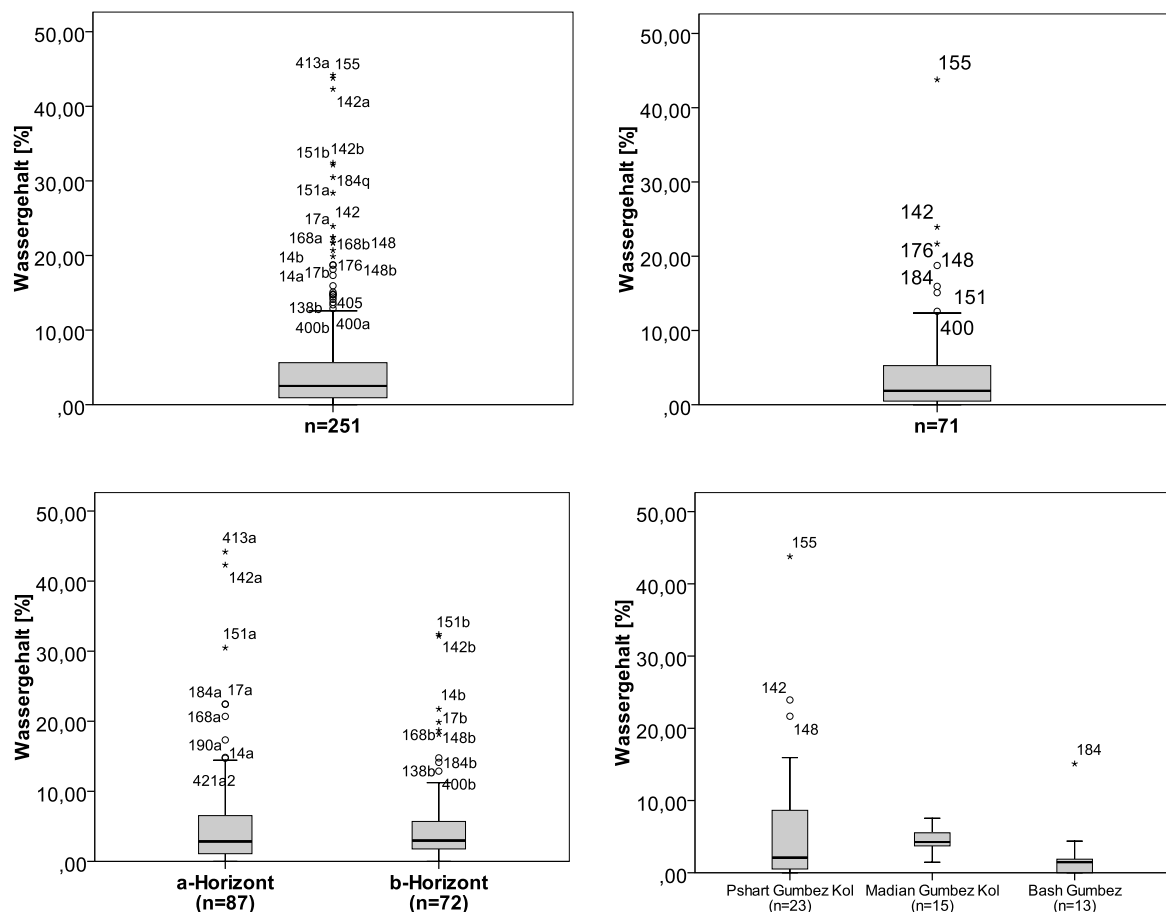 Wassergehalt [%]
50,00
40,00
30,00
20,00
10,00
,00
413a 155
142a
151b 142b
151a 184q
17a 142
168a 168b 148
14b 176
14a 17b 148b
138b 405
400b 400a
n=251
Wassergehalt [%]
50,00
40,00
30,00
20,00
10,00
,00
155
142
176 148
184
151
400
n=71
Wassergehalt [%]
50,00
40,00
30,00
20,00
10,00
,00
413a
142a
151a
184a 17a
168a
190a 14a
421a2
151b
142b
14b
17b
168b 148b
184b
138b 400b
a-Horizont b-Horizont
(n=87) (n=72)
Wassergehalt [%]
50,00
40,00
30,00
20,00
10,00
,00
155
142
148
184
Pshart Gumbez Kol Madian Gumbez Kol Bash Gumbez
(n=23) (n=15) (n=13)